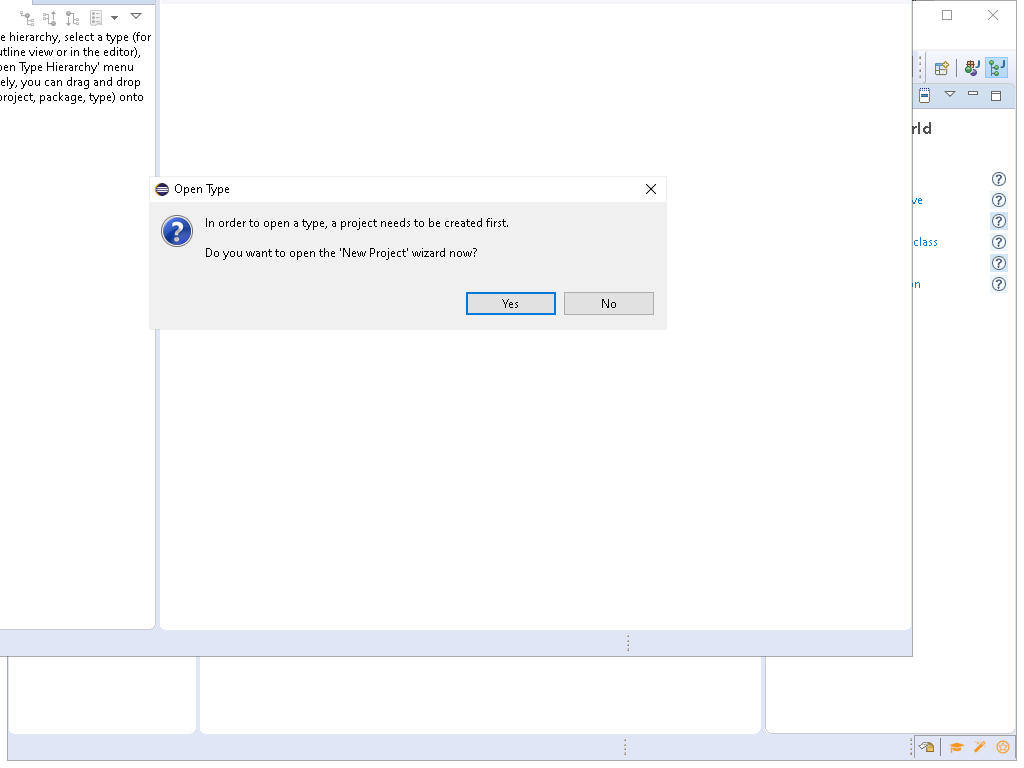 e hierarchy, select a type (for
utline view or in the editor),
pen Type Hierarchy' menu
ely, you can drag and drop
project, package, type) onto
rld
ve
class
on
Open Type
In order to open a type, a project needs to be created first.
Do you want to open the 'New Project' wizard now?
Yes
No